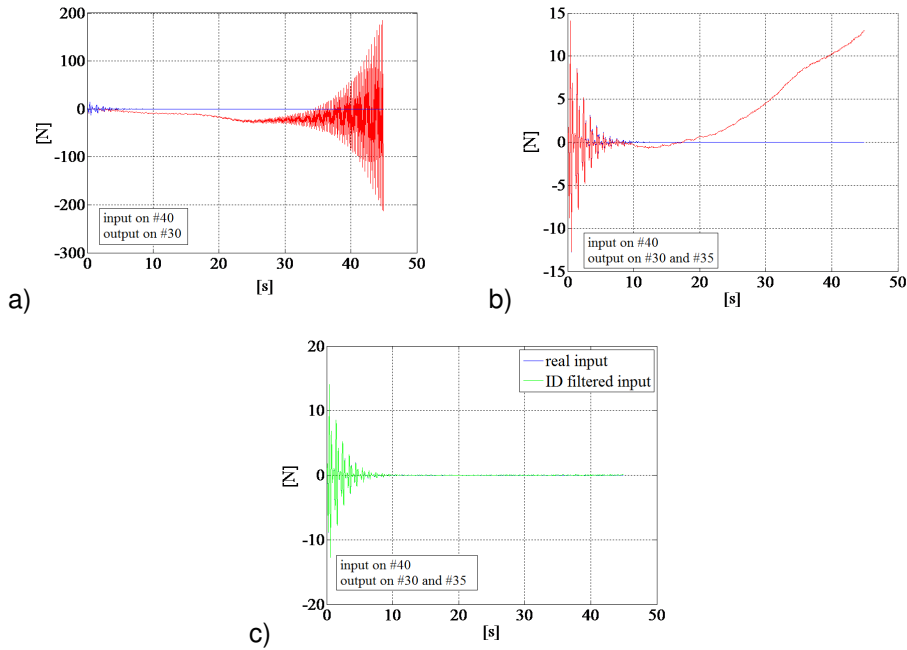 200
100
0
-100
-200
-300
[N]
0 10 20 30 40 50
[s]
input on #40
output on #30
a)
15
10
5
0
-5
-10
-15
[N]
0 10 20 30 40 50
[s]
input on #40
output on #30 and #35
b)
20
10
0
-10
-20
[N]
0 10 20 30 40 50
[s]
real input
ID filtered input
input on #40
output on #30 and #35
c)